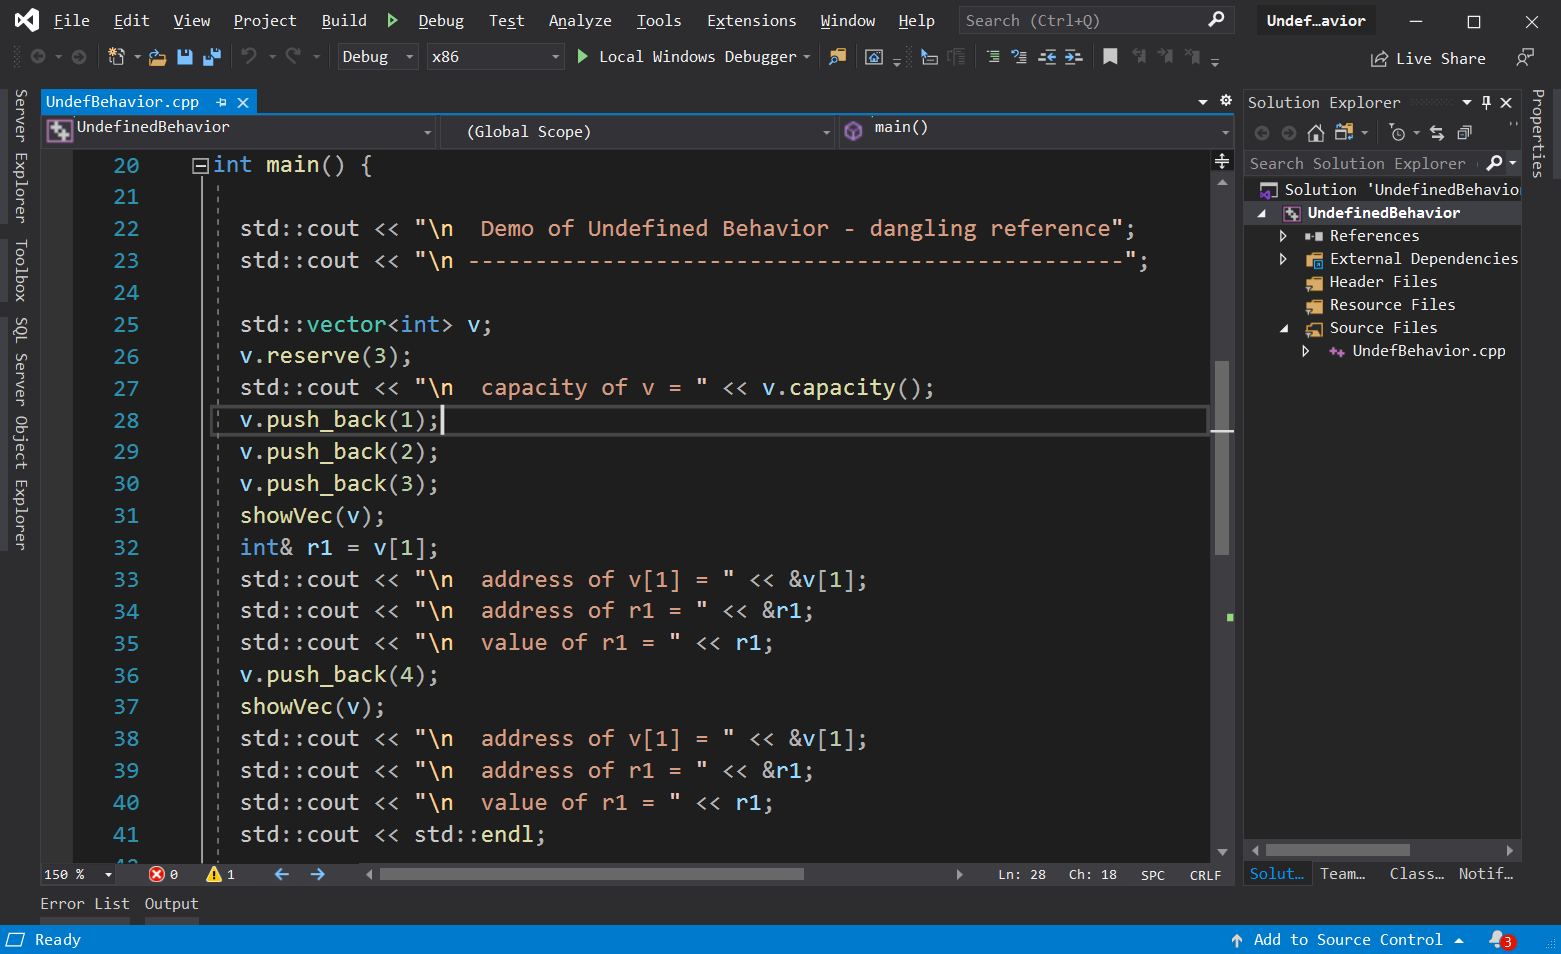 File Edit View Project Build Debug Test Analyze Tools Extensions Window Help Search (Ctrl+Q) Undef…avior
Debug x86 Local Windows Debugger Live Share
Server Explorer
Toolbox
SQL Server Object Explorer
UndefBehavior.cpp
UndefinedBehavior (Global Scope) main()
20 int main() {
21
22 std::cout << "\n  Demo of Undefined Behavior - dangling reference";
23 std::cout << "\n -------------------------------------------------";
24
25 std::vector<int> v;
26 v.reserve(3);
27 std::cout << "\n  capacity of v = " << v.capacity();
28 v.push_back(1);
29 v.push_back(2);
30 v.push_back(3);
31 showVec(v);
32 int& r1 = v[1];
33 std::cout << "\n  address of v[1] = " << &v[1];
34 std::cout << "\n  address of r1 = " << &r1;
35 std::cout << "\n  value of r1 = " << r1;
36 v.push_back(4);
37 showVec(v);
38 std::cout << "\n  address of v[1] = " << &v[1];
39 std::cout << "\n  address of r1 = " << &r1;
40 std::cout << "\n  value of r1 = " << r1;
41 std::cout << std::endl;
150 % 0 1 Ln: 28 Ch: 18 SPC CRLF
Solution Explorer
Search Solution Explorer
Solution 'UndefinedBehavior
UndefinedBehavior
References
External Dependencies
Header Files
Resource Files
Source Files
UndefBehavior.cpp
Solut… Team… Class… Notif…
Properties
Error List Output
Ready Add to Source Control 3